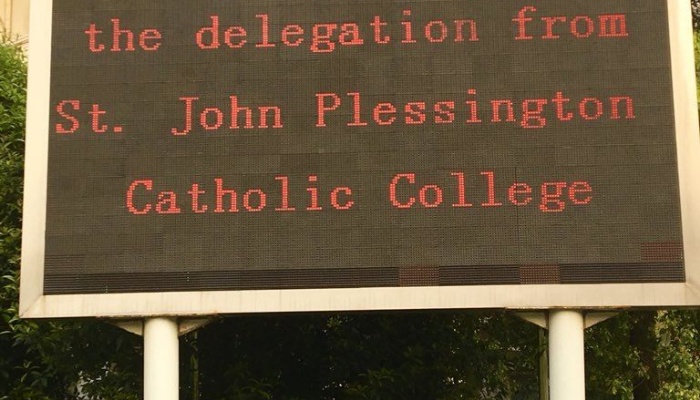 the delegation from
St. John Plessington
Catholic College